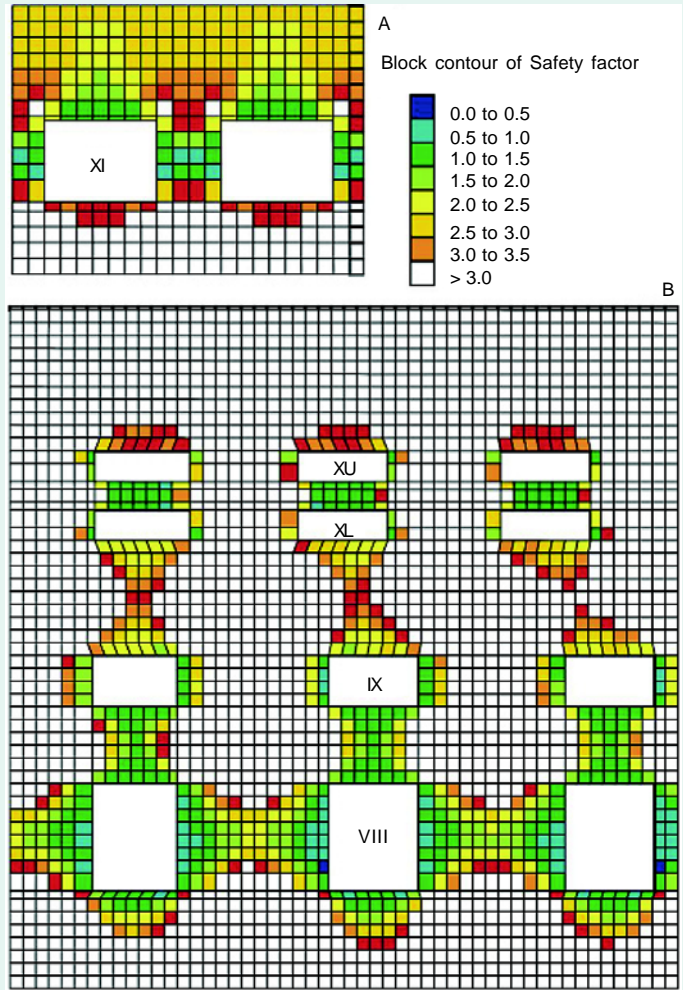 A
Block contour of Safety factor
0.0 to 0.5
0.5 to 1.0
1.0 to 1.5
1.5 to 2.0
2.0 to 2.5
2.5 to 3.0
3.0 to 3.5
> 3.0
XI
B
XU
XL
IX
VIII